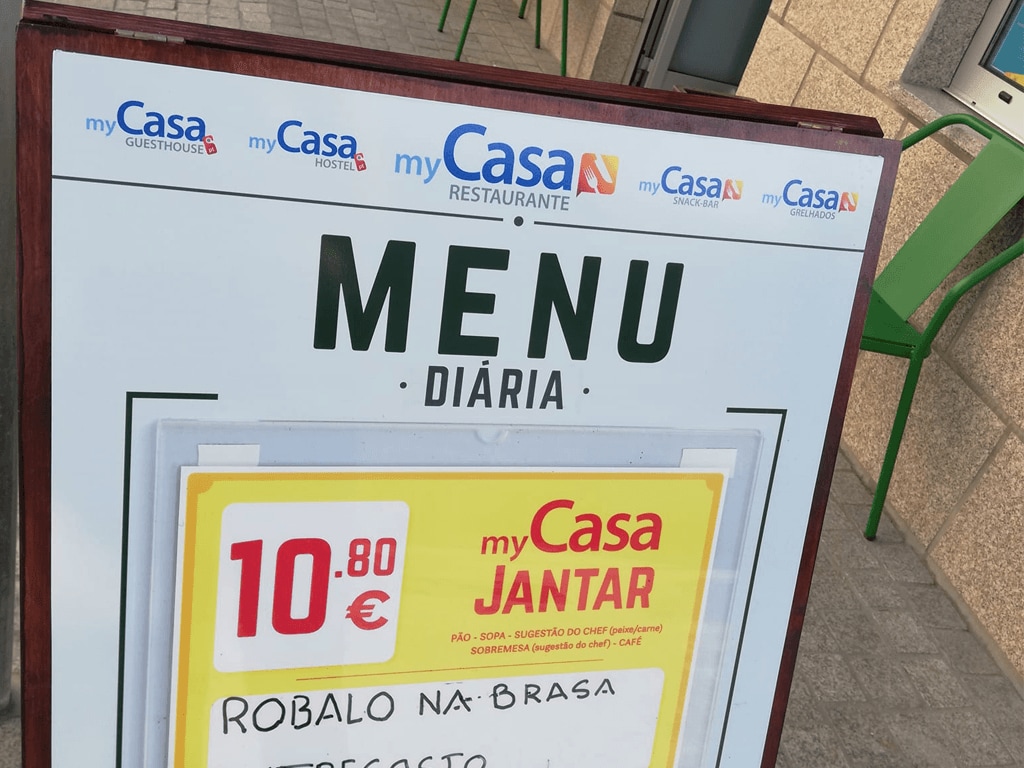 myCasa GUESTHOUSE
myCasa HOSTEL
myCasa RESTAURANTE
myCasa SNACK-BAR
myCasa GRELHADOS
MENU
· DIÁRIA ·
10.80 €
myCasa
JANTAR
PÃO - SOPA - SUGESTÃO DO CHEF (peixe/carne)
SOBREMESA (sugestão do chef) - CAFÉ
ROBALO NA BRASA